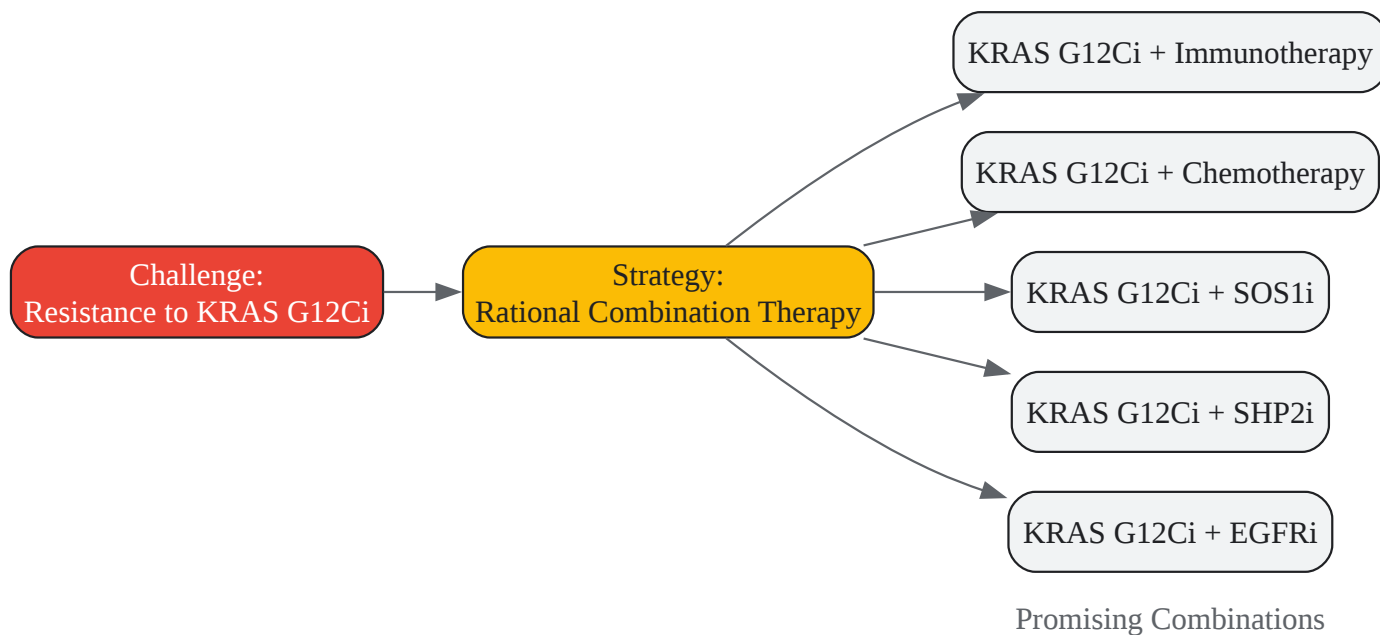 Challenge:
Resistance to KRAS G12Ci
Strategy:
Rational Combination Therapy
KRAS G12Ci + Immunotherapy
KRAS G12Ci + Chemotherapy
KRAS G12Ci + SOS1i
KRAS G12Ci + SHP2i
KRAS G12Ci + EGFRi
Promising Combinations